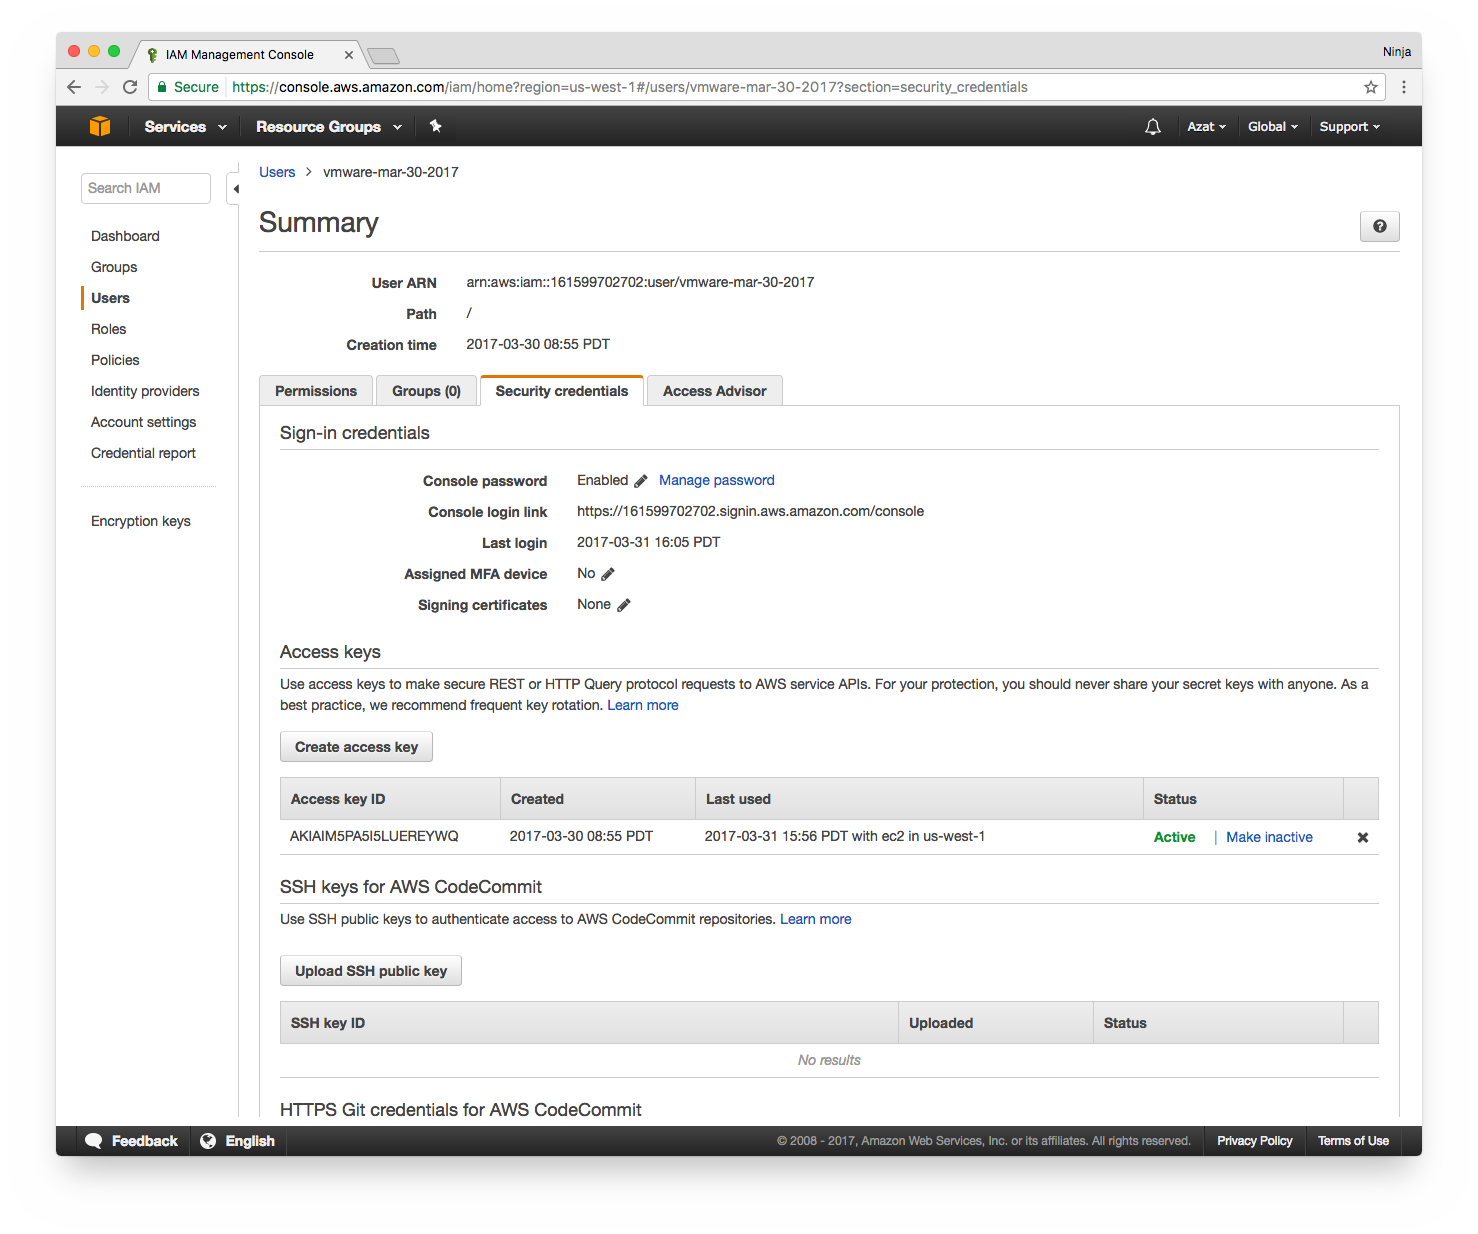 IAM Management Console
Ninja
Secure https://console.aws.amazon.com/iam/home?region=us-west-1#/users/vmware-mar-30-2017?section=security_credentials
Services Resource Groups Azat Global Support
Search IAM
Dashboard
Groups
Users
Roles
Policies
Identity providers
Account settings
Credential report
Encryption keys
Users > vmware-mar-30-2017
Summary
User ARN arn:aws:iam::161599702702:user/vmware-mar-30-2017
Path /
Creation time 2017-03-30 08:55 PDT
Permissions Groups (0) Security credentials Access Advisor
Sign-in credentials
Console password Enabled Manage password
Console login link https://161599702702.signin.aws.amazon.com/console
Last login 2017-03-31 16:05 PDT
Assigned MFA device No
Signing certificates None
Access keys
Use access keys to make secure REST or HTTP Query protocol requests to AWS service APIs. For your protection, you should never share your secret keys with anyone. As a
best practice, we recommend frequent key rotation. Learn more
Create access key
Access key ID Created Last used Status
AKIAIM5PA5I5LUEREYWQ 2017-03-30 08:55 PDT 2017-03-31 15:56 PDT with ec2 in us-west-1 Active | Make inactive
SSH keys for AWS CodeCommit
Use SSH public keys to authenticate access to AWS CodeCommit repositories. Learn more
Upload SSH public key
SSH key ID Uploaded Status
No results
HTTPS Git credentials for AWS CodeCommit
Feedback English © 2008 - 2017, Amazon Web Services, Inc. or its affiliates. All rights reserved. Privacy Policy Terms of Use